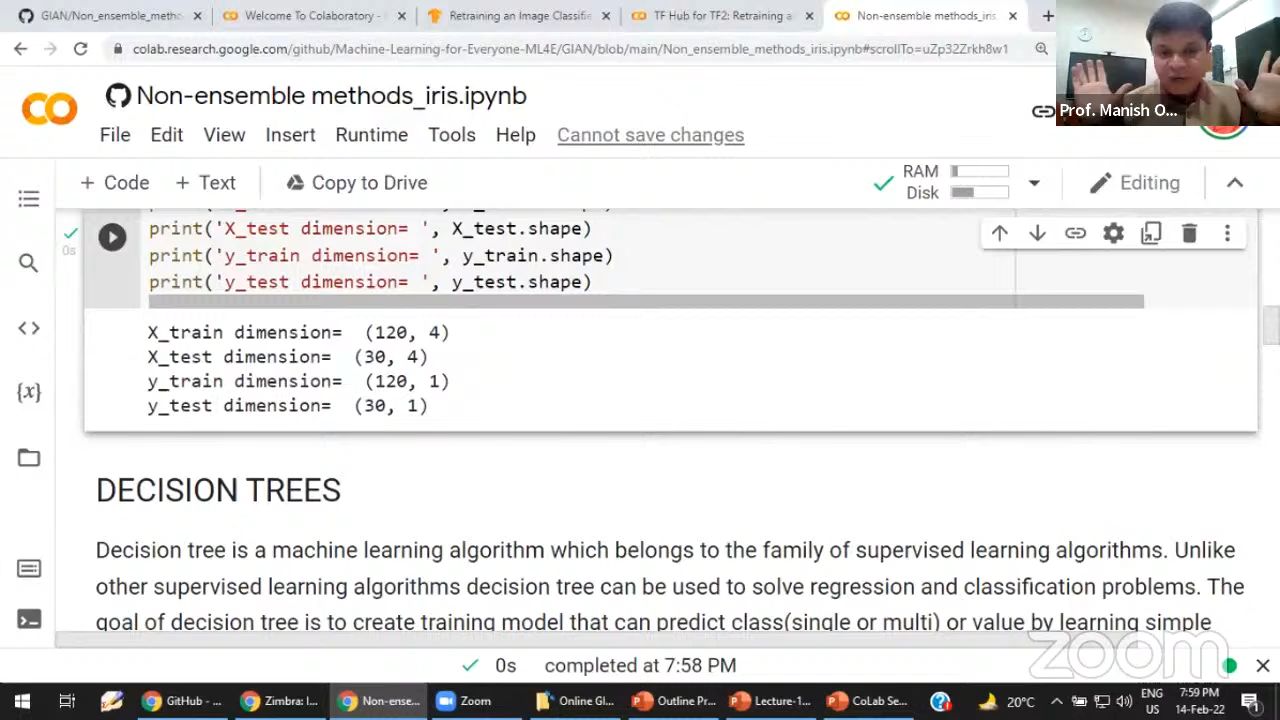 GIAN/Non_ensemble_metho
Welcome To Colaboratory -
Retraining an Image Classifi
TF Hub for TF2: Retraining
Non-ensemble methods_iris.
colab.research.google.com/github/Machine-Learning-for-Everyone-ML4E/GIAN/blob/main/Non_ensemble_methods_iris.ipynb#scrollTo=uZp32Zrkh8w1
Prof. Manish O...
CO
Non-ensemble methods_iris.ipynb
File Edit View Insert Runtime Tools Help Cannot save changes
+ Code + Text Copy to Drive
RAM
Disk
Editing
0s
print('X_test dimension= ', X_test.shape)
print('y_train dimension= ', y_train.shape)
print('y_test dimension= ', y_test.shape)
X_train dimension=  (120, 4)
X_test dimension=  (30, 4)
y_train dimension=  (120, 1)
y_test dimension=  (30, 1)
{x}
DECISION TREES
Decision tree is a machine learning algorithm which belongs to the family of supervised learning algorithms. Unlike
other supervised learning algorithms decision tree can be used to solve regression and classification problems. The
goal of decision tree is to create training model that can predict class(single or multi) or value by learning simple
zoom
0s completed at 7:58 PM
GitHub - ...
Zimbra: I...
Non-ense...
Zoom
Online GI...
Outline Pr...
Lecture-1...
CoLab Se...
20°C
ENG
US
7:59 PM
14-Feb-22
1